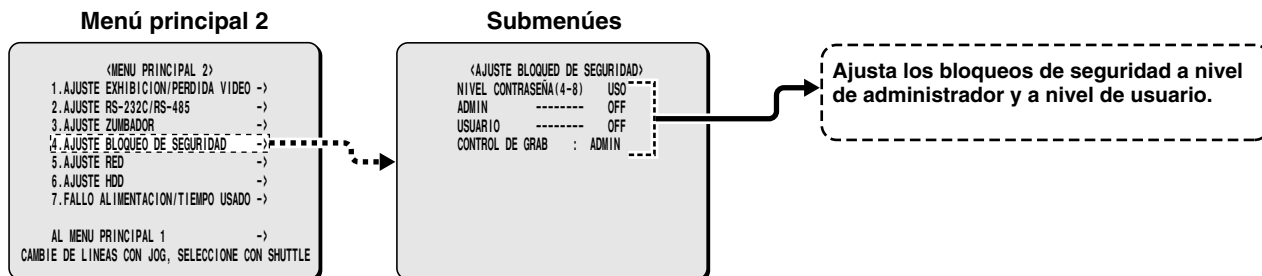 Menú principal 2
<MENU PRINCIPAL 2>
1.AJUSTE EXHIBICION/PERDIDA VIDEO ->
2.AJUSTE RS-232C/RS-485 ->
3.AJUSTE ZUMBADOR ->
4.AJUSTE BLOQUEO DE SEGURIDAD ->
5.AJUSTE RED ->
6.AJUSTE HDD ->
7.FALLO ALIMENTACION/TIEMPO USADO ->
AL MENU PRINCIPAL 1 ->
CAMBIE DE LINEAS CON JOG, SELECCIONE CON SHUTTLE
Submenúes
<AJUSTE BLOQUED DE SEGURIDAD>
NIVEL CONTRASEÑA(4-8) USO
ADMIN -------- OFF
USUARIO -------- OFF
CONTROL DE GRAB : ADMIN
Ajusta los bloqueos de seguridad a nivel
de administrador y a nivel de usuario.